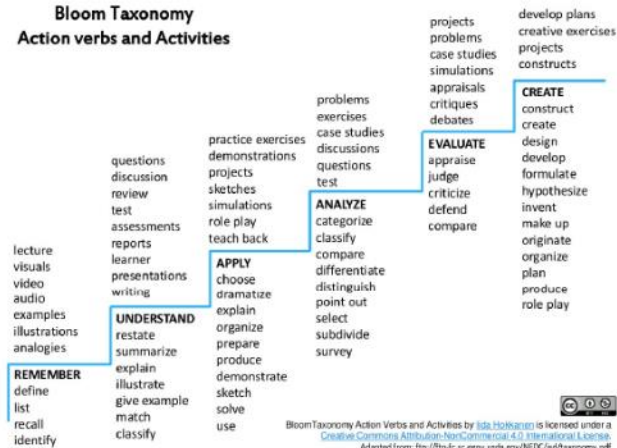 Bloom Taxonomy
Action verbs and Activities
lecture
visuals
video
audio
examples
illustrations
analogies
REMEMBER
define
list
recall
identify
questions
discussion
review
test
assessments
reports
learner
presentations
writing
UNDERSTAND
restate
summarize
explain
illustrate
give example
match
classify
practice exercises
demonstrations
projects
sketches
simulations
role play
teach back
APPLY
choose
dramatize
explain
organize
prepare
produce
demonstrate
sketch
solve
use
problems
exercises
case studies
discussions
questions
test
ANALYZE
categorize
classify
compare
differentiate
distinguish
point out
select
subdivide
survey
projects
problems
case studies
simulations
appraisals
critiques
debates
EVALUATE
appraise
judge
criticize
defend
compare
develop plans
creative exercises
projects
constructs
CREATE
construct
create
design
develop
formulate
hypothesize
invent
make up
originate
organize
plan
produce
role play
cc
BloomTaxonomy Action Verbs and Activities by Iida Hokkanen is licensed under a
Creative Commons Attribution-NonCommercial 4.0 International License.
Adapted from: